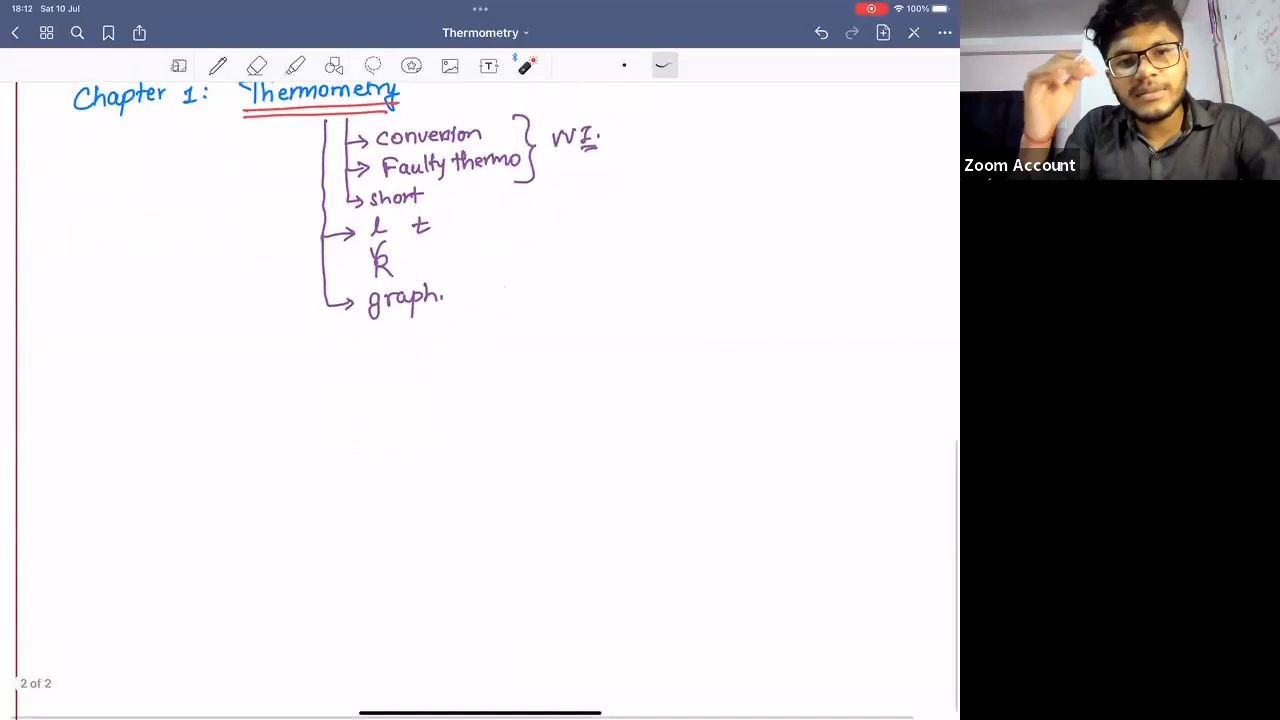 18:12 Sat 10 Jul
100%
Thermometry
Chapter 1: Thermometry
conversion
Faulty thermo
short
l t
R
graph.
Zoom Account
2 of 2